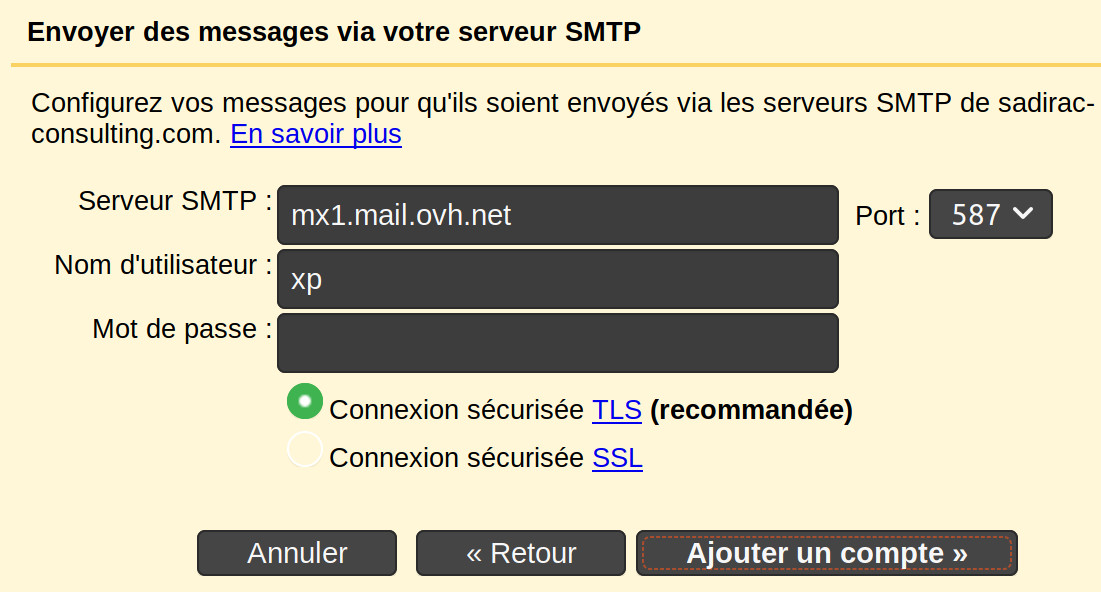 Envoyer des messages via votre serveur SMTP
Configurez vos messages pour qu'ils soient envoyés via les serveurs SMTP de sadirac-
consulting.com. En savoir plus
Serveur SMTP : mx1.mail.ovh.net Port : 587
Nom d'utilisateur : xp
Mot de passe :
Connexion sécurisée TLS (recommandée)
Connexion sécurisée SSL
Annuler « Retour Ajouter un compte »